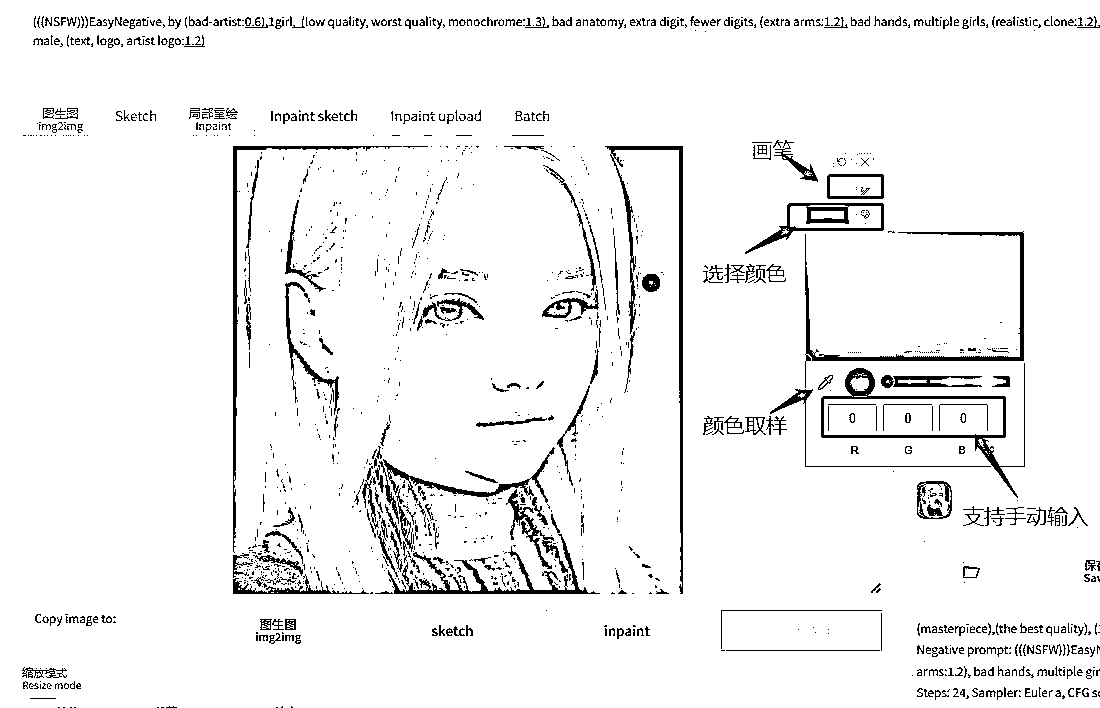 (((NSFW)))EasyNegative, by (bad-artist:0.6),1girl, (low quality, worst quality, monochrome:1.3), bad anatomy, extra digit, fewer digits, (extra arms:1.2), bad hands, multiple girls, (realistic, clone:1.2),
male, (text, logo, artist logo:1.2)
图生图 Sketch 局部重绘 Inpaint sketch Inpaint upload Batch
img2img Inpaint
画笔
选择颜色
颜色取样
0 0 0
R G B
支持手动输入
Copy image to:
图生图
img2img
sketch
inpaint
(masterpiece),(the best quality),
Negative prompt: (((NSFW)))EasyN
arms:1.2), bad hands, multiple gir
Steps: 24, Sampler: Euler a, CFG sc
缩放模式
Resize mode